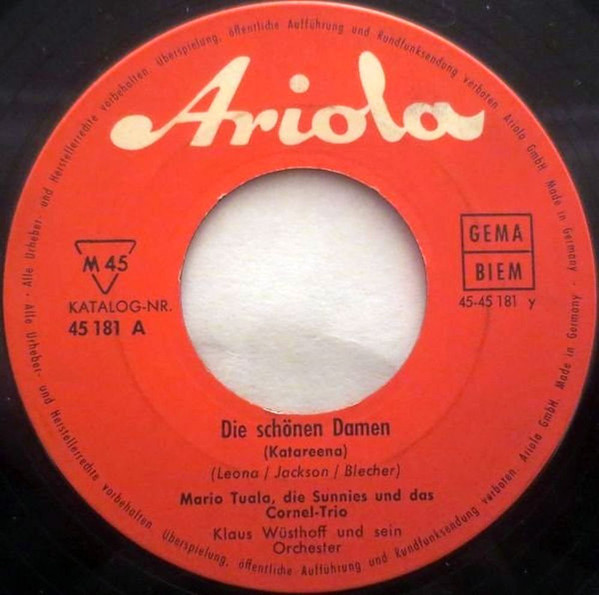 Ariola
Alle Urheber- und Herstellerrechte vorbehalten. Überspielung, öffentliche Aufführung und Rundfunksendung verboten. Ariola GmbH. Made in Germany ·
Alle Urheber- und Herstellerrechte vorbehalten. Überspielung, öffentliche Aufführung und Rundfunksendung verboten. Ariola GmbH. Made in Germany ·
M 45
KATALOG-NR.
45 181 A
GEMA
BIEM
45-45 181 y
Die schönen Damen
(Katareena)
(Leona / Jackson / Blecher)
Mario Tuala, die Sunnies und das
Cornel-Trio
Klaus Wüsthoff und sein
Orchester